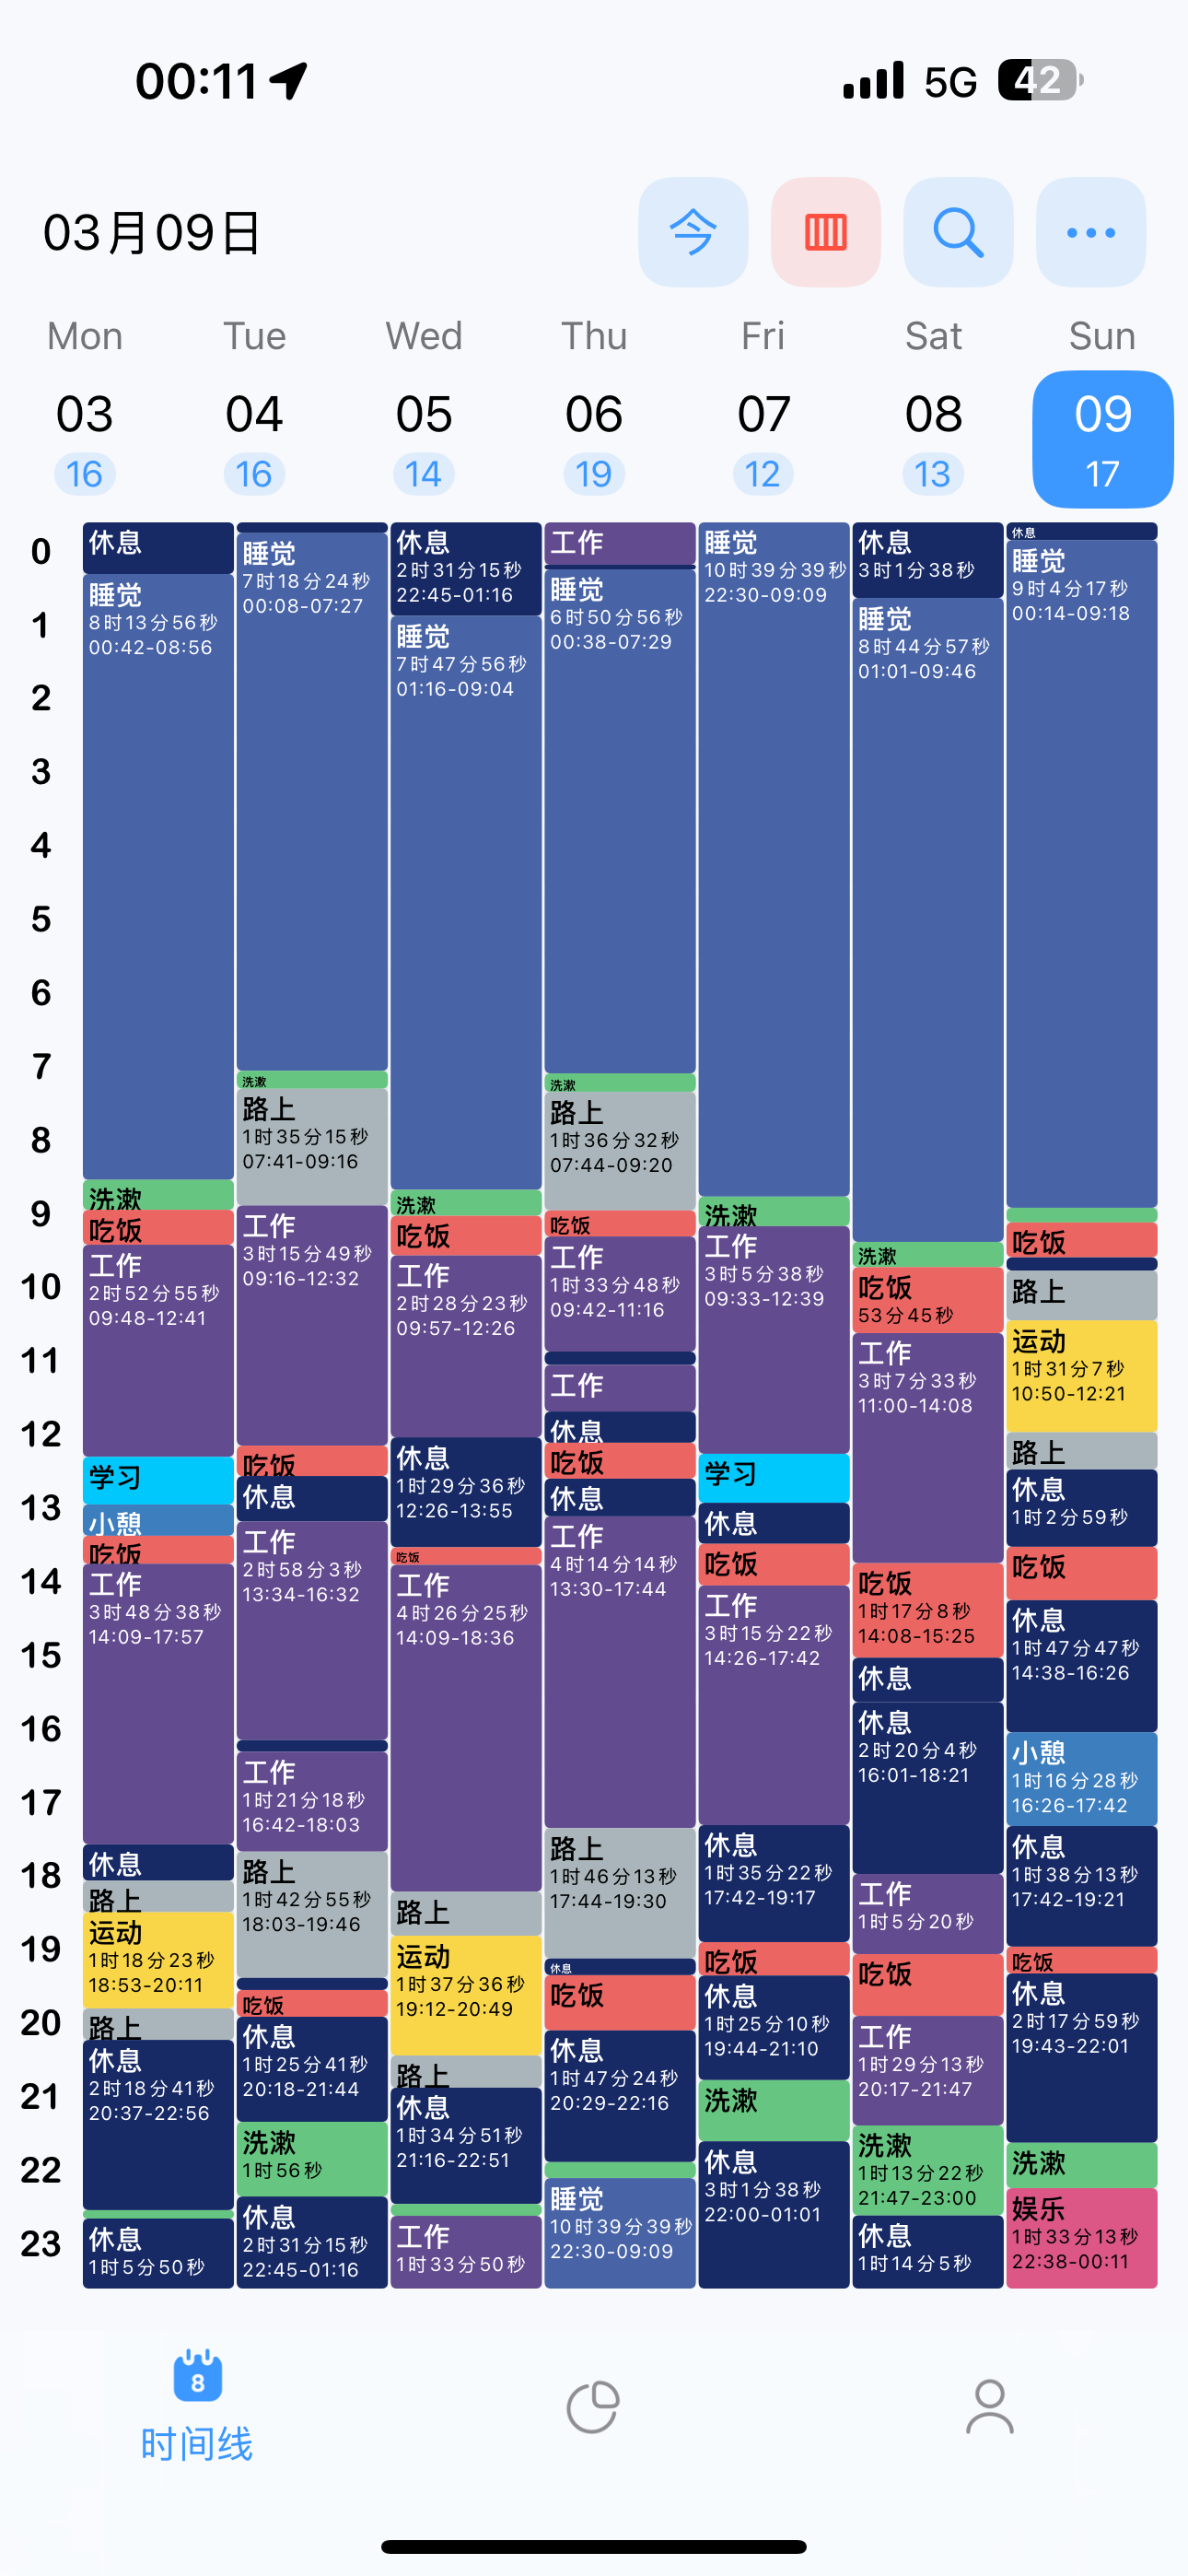 00:11
5G
42
03月09日
今
Mon
Tue
Wed
Thu
Fri
Sat
Sun
03
04
05
06
07
08
09
16
16
14
19
12
13
17
0
1
2
3
4
5
6
7
8
9
10
11
12
13
14
15
16
17
18
19
20
21
22
23
休息
睡觉
8时13分56秒
00:42-08:56
洗漱
吃饭
工作
2时52分55秒
09:48-12:41
学习
小憩
吃饭
工作
3时48分38秒
14:09-17:57
休息
路上
运动
1时18分23秒
18:53-20:11
路上
休息
2时18分41秒
20:37-22:56
休息
1时5分50秒
睡觉
7时18分24秒
00:08-07:27
洗漱
路上
1时35分15秒
07:41-09:16
工作
3时15分49秒
09:16-12:32
吃饭
休息
工作
2时58分3秒
13:34-16:32
工作
1时21分18秒
16:42-18:03
路上
1时42分55秒
18:03-19:46
吃饭
休息
1时25分41秒
20:18-21:44
洗漱
1时56秒
休息
2时31分15秒
22:45-01:16
休息
2时31分15秒
22:45-01:16
睡觉
7时47分56秒
01:16-09:04
洗漱
吃饭
工作
2时28分23秒
09:57-12:26
休息
1时29分36秒
12:26-13:55
吃饭
工作
4时26分25秒
14:09-18:36
路上
运动
1时37分36秒
19:12-20:49
路上
休息
1时34分51秒
21:16-22:51
工作
1时33分50秒
工作
睡觉
6时50分56秒
00:38-07:29
洗漱
路上
1时36分32秒
07:44-09:20
吃饭
工作
1时33分48秒
09:42-11:16
工作
休息
吃饭
休息
工作
4时14分14秒
13:30-17:44
路上
1时46分13秒
17:44-19:30
休息
吃饭
休息
1时47分24秒
20:29-22:16
睡觉
10时39分39秒
22:30-09:09
睡觉
10时39分39秒
22:30-09:09
洗漱
工作
3时5分38秒
09:33-12:39
学习
休息
吃饭
工作
3时15分22秒
14:26-17:42
休息
1时35分22秒
17:42-19:17
吃饭
休息
1时25分10秒
19:44-21:10
洗漱
休息
3时1分38秒
22:00-01:01
休息
3时1分38秒
睡觉
8时44分57秒
01:01-09:46
洗漱
吃饭
53分45秒
工作
3时7分33秒
11:00-14:08
吃饭
1时17分8秒
14:08-15:25
休息
休息
2时20分4秒
16:01-18:21
工作
1时5分20秒
吃饭
工作
1时29分13秒
20:17-21:47
洗漱
1时13分22秒
21:47-23:00
休息
1时14分5秒
休息
睡觉
9时4分17秒
00:14-09:18
吃饭
路上
运动
1时31分7秒
10:50-12:21
路上
休息
1时2分59秒
吃饭
休息
1时47分47秒
14:38-16:26
小憩
1时16分28秒
16:26-17:42
休息
1时38分13秒
17:42-19:21
吃饭
休息
2时17分59秒
19:43-22:01
洗漱
娱乐
1时33分13秒
22:38-00:11
8
时间线